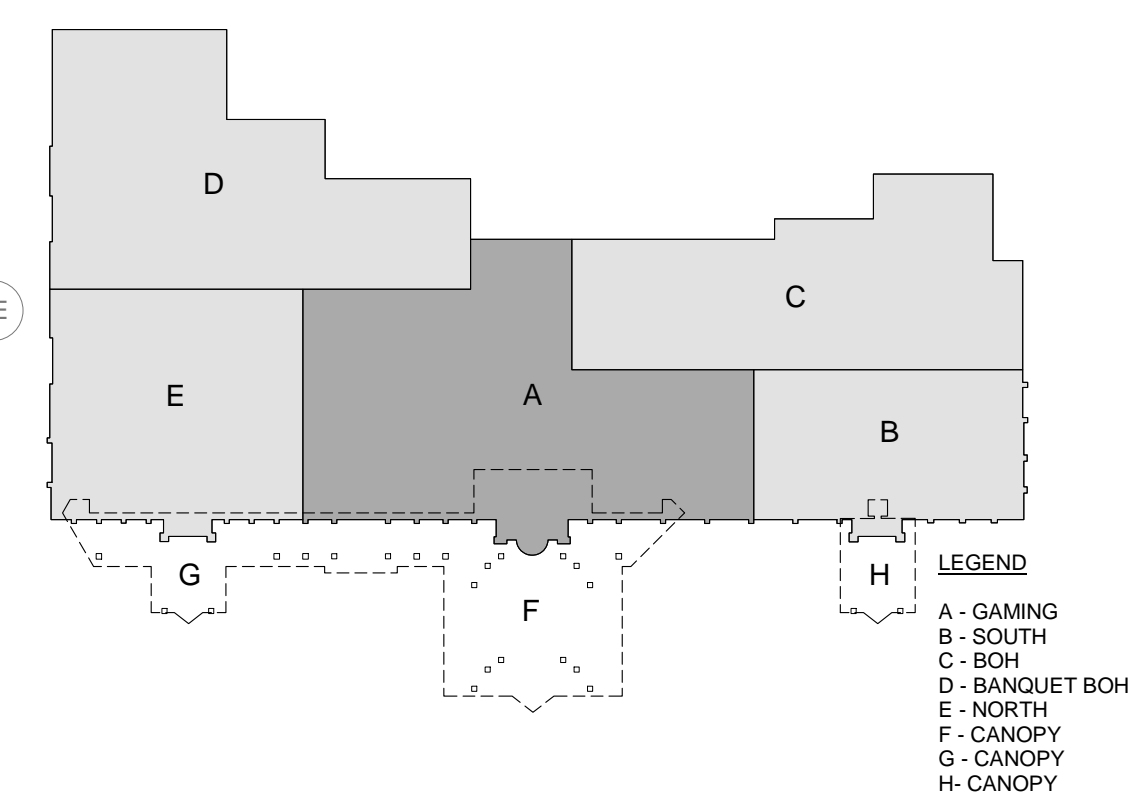 D
C
E
E
A
B
G
H
F
LEGEND
A - GAMING
B - SOUTH
C - BOH
D - BANQUET BOH
E - NORTH
F - CANOPY
G - CANOPY
H- CANOPY